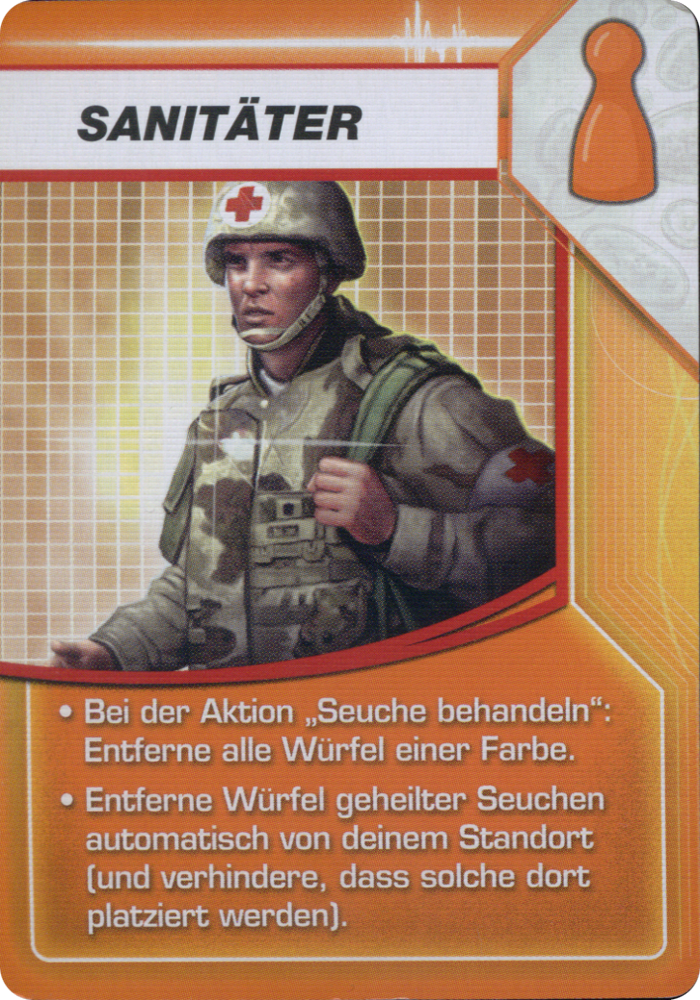 SANITÄTER
• Bei der Aktion „Seuche behandeln“:
Entferne alle Würfel einer Farbe.
• Entferne Würfel geheilter Seuchen
automatisch von deinem Standort
(und verhindere, dass solche dort
platziert werden).